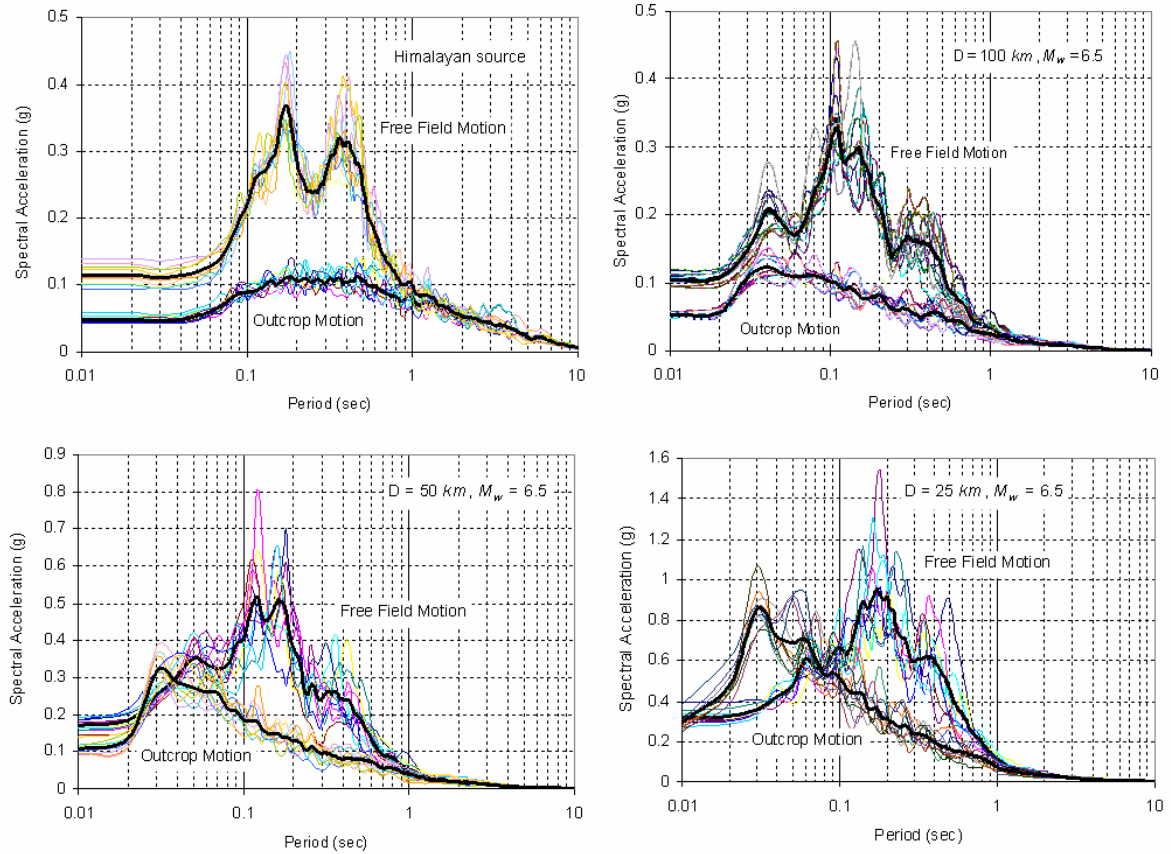 0.5
0.4
0.3
0.2
0.1
0
Spectral Acceleration (g)
Himalayan source
Free Field Motion
Outcrop Motion
0.01 0.1 1 10
Period (sec)
0.5
0.4
0.3
0.2
0.1
0
Spectral Acceleration (g)
D = 100 km , Mw = 6.5
Free Field Motion
Outcrop Motion
0.01 0.1 1 10
Period (sec)
0.9
0.8
0.7
0.6
0.5
0.4
0.3
0.2
0.1
0
Spectral Acceleration (g)
D = 50 km , Mw = 6.5
Free Field Motion
Outcrop Motion
0.01 0.1 1 10
Period (sec)
1.6
1.4
1.2
1
0.8
0.6
0.4
0.2
0
Spectral Acceleration (g)
D = 25 km , Mw = 6.5
Free Field Motion
Outcrop Motion
0.01 0.1 1 10
Period (sec)